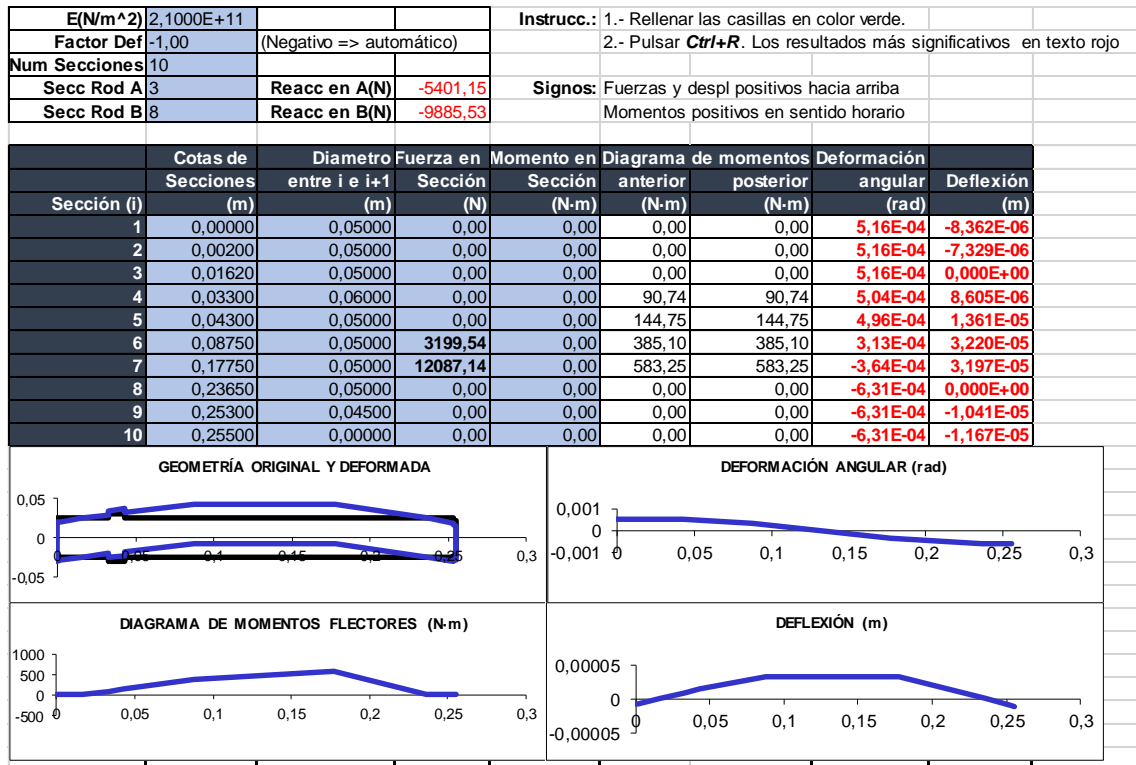 E(N/m^2) 2,1000E+11 Instrucc.: 1.- Rellenar las casillas en color verde.
Factor Def -1,00 (Negativo => automático) 2.- Pulsar Ctrl+R. Los resultados más significativos en texto rojo
Num Secciones 10
Secc Rod A 3 Reacc en A(N) -5401,15 Signos: Fuerzas y despl positivos hacia arriba
Secc Rod B 8 Reacc en B(N) -9885,53 Momentos positivos en sentido horario
Cotas de Diametro Fuerza en Momento en Diagrama de momentos Deformación
Secciones entre i e i+1 Sección Sección anterior posterior angular Deflexión
Sección (i) (m) (m) (N) (N·m) (N·m) (N·m) (rad) (m)
1 0,00000 0,05000 0,00 0,00 0,00 0,00 5,16E-04 -8,362E-06
2 0,00200 0,05000 0,00 0,00 0,00 0,00 5,16E-04 -7,329E-06
3 0,01620 0,05000 0,00 0,00 0,00 0,00 5,16E-04 0,000E+00
4 0,03300 0,06000 0,00 0,00 90,74 90,74 5,04E-04 8,605E-06
5 0,04300 0,05000 0,00 0,00 144,75 144,75 4,96E-04 1,361E-05
6 0,08750 0,05000 3199,54 0,00 385,10 385,10 3,13E-04 3,220E-05
7 0,17750 0,05000 12087,14 0,00 583,25 583,25 -3,64E-04 3,197E-05
8 0,23650 0,05000 0,00 0,00 0,00 0,00 -6,31E-04 0,000E+00
9 0,25300 0,04500 0,00 0,00 0,00 0,00 -6,31E-04 -1,041E-05
10 0,25500 0,00000 0,00 0,00 0,00 0,00 -6,31E-04 -1,167E-05
GEOMETRÍA ORIGINAL Y DEFORMADA
0,05
0
-0,05
0 0,05 0,1 0,15 0,2 0,25 0,3
DEFORMACIÓN ANGULAR (rad)
0,001
0
-0,001
0 0,05 0,1 0,15 0,2 0,25 0,3
DIAGRAMA DE MOMENTOS FLECTORES (N·m)
1000
500
0
-500
0 0,05 0,1 0,15 0,2 0,25 0,3
DEFLEXIÓN (m)
0,00005
0
-0,00005
0 0,05 0,1 0,15 0,2 0,25 0,3